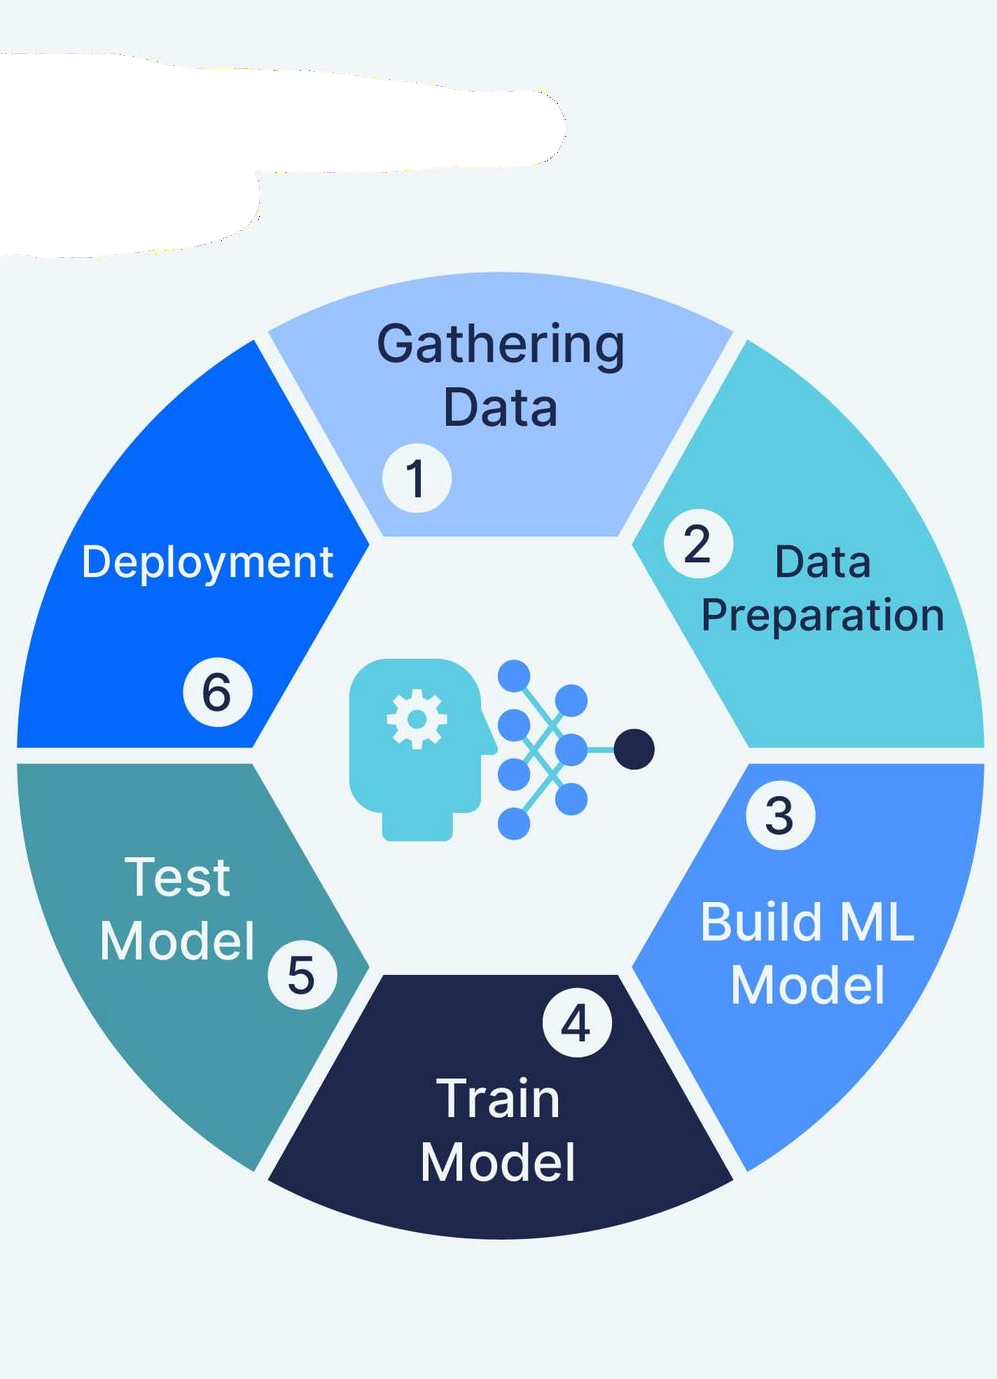 Gathering
Data
1
2
Data
Preparation
3
Build ML
Model
4
Train
Model
Test
Model
5
Deployment
6